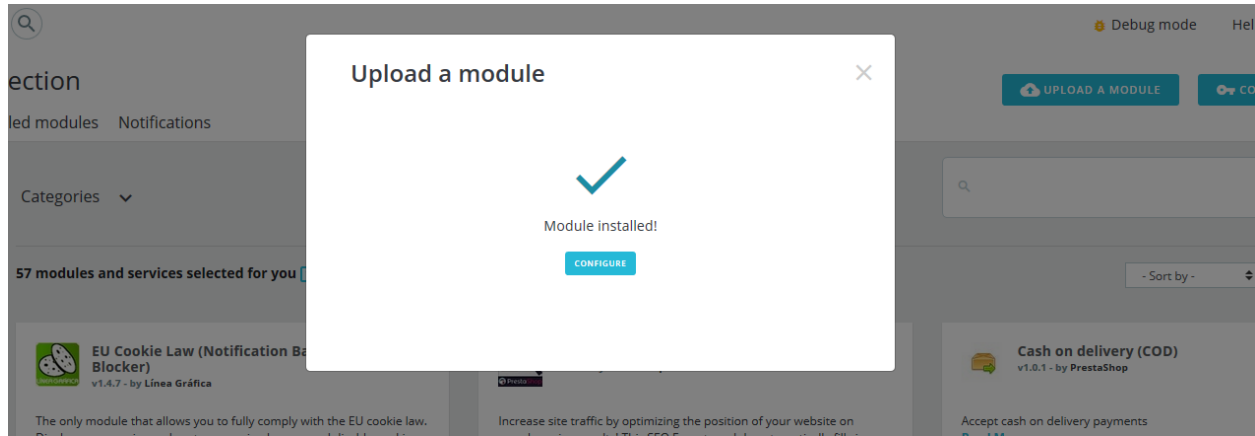 Debug mode
Hel
ection
Upload a module
UPLOAD A MODULE
CO
led modules Notifications
Categories
Module installed!
CONFIGURE
57 modules and services selected for you
- Sort by -
EU Cookie Law (Notification Ba
Blocker)
v1.4.7 - by Línea Gráfica
PrestaShop
Cash on delivery (COD)
v1.0.1 - by PrestaShop
The only module that allows you to fully comply with the EU cookie law.
Increase site traffic by optimizing the position of your website on
Accept cash on delivery payments